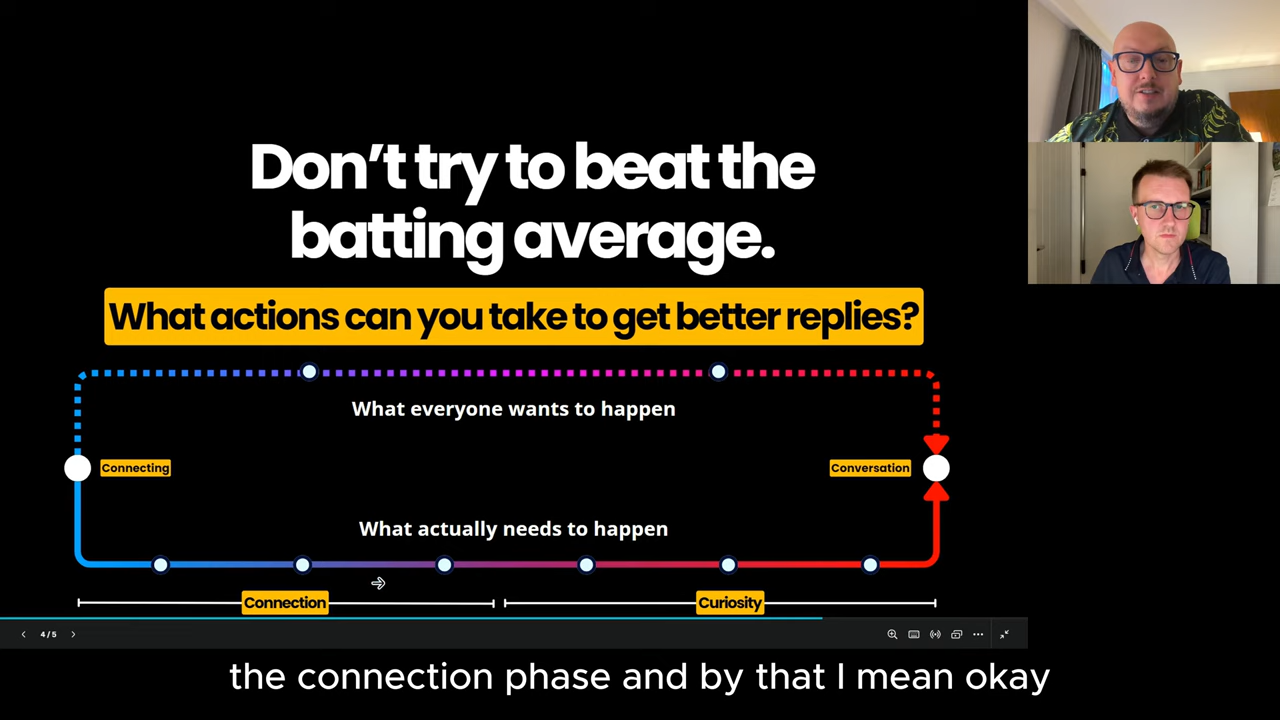 Don't try to beat the
batting average.
What actions can you take to get better replies?
What everyone wants to happen
Connecting
Conversation
What actually needs to happen
Connection
Curiosity
4/5
the connection phase and by that I mean okay